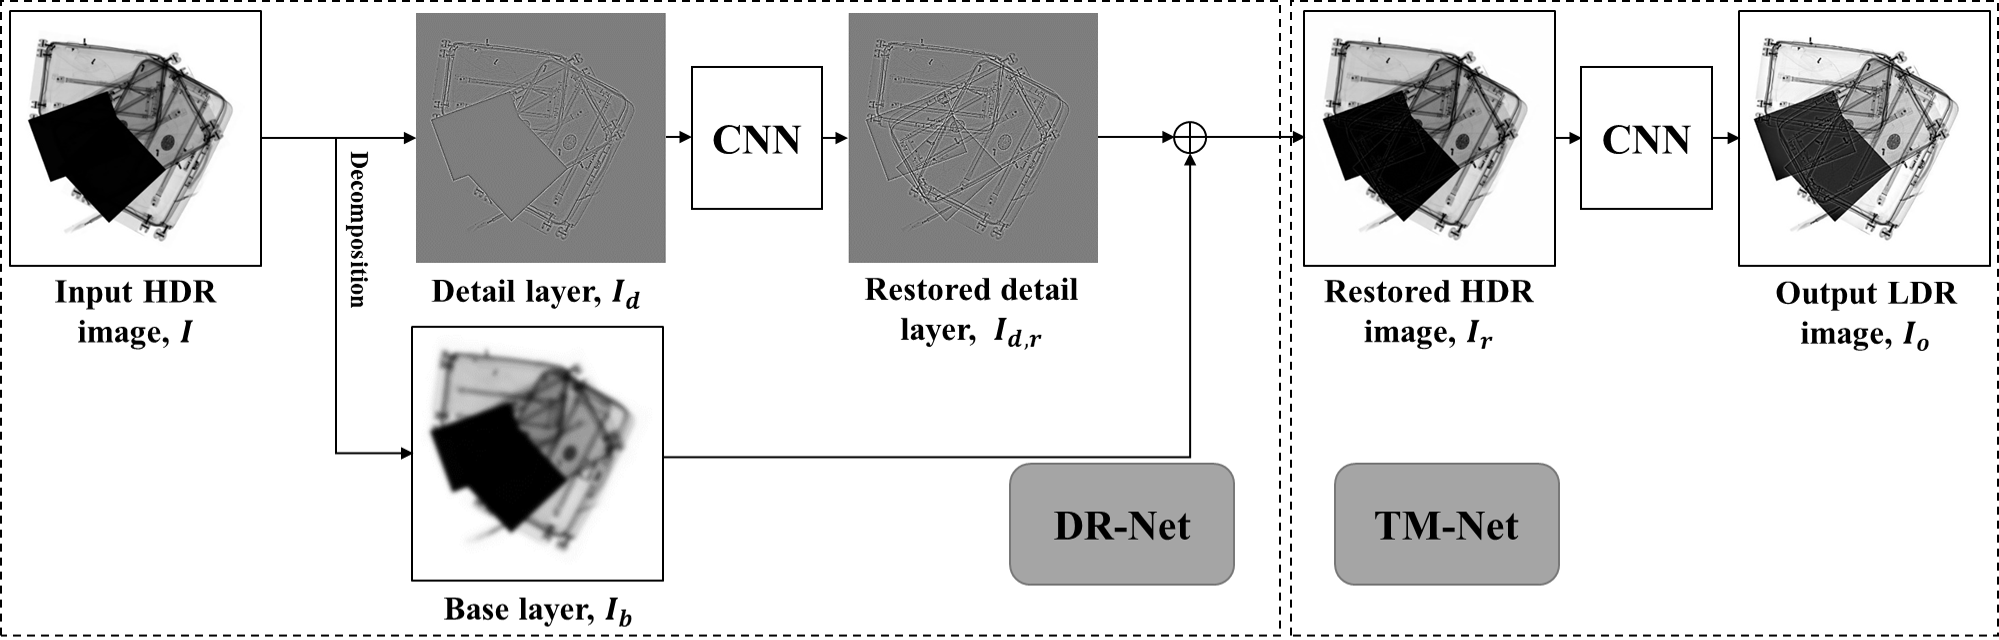 Input HDR
image, I
Decomposition
Detail layer, I_d
CNN
Restored detail
layer, I_{d,r}
Base layer, I_b
DR-Net
Restored HDR
image, I_r
CNN
Output LDR
image, I_o
TM-Net